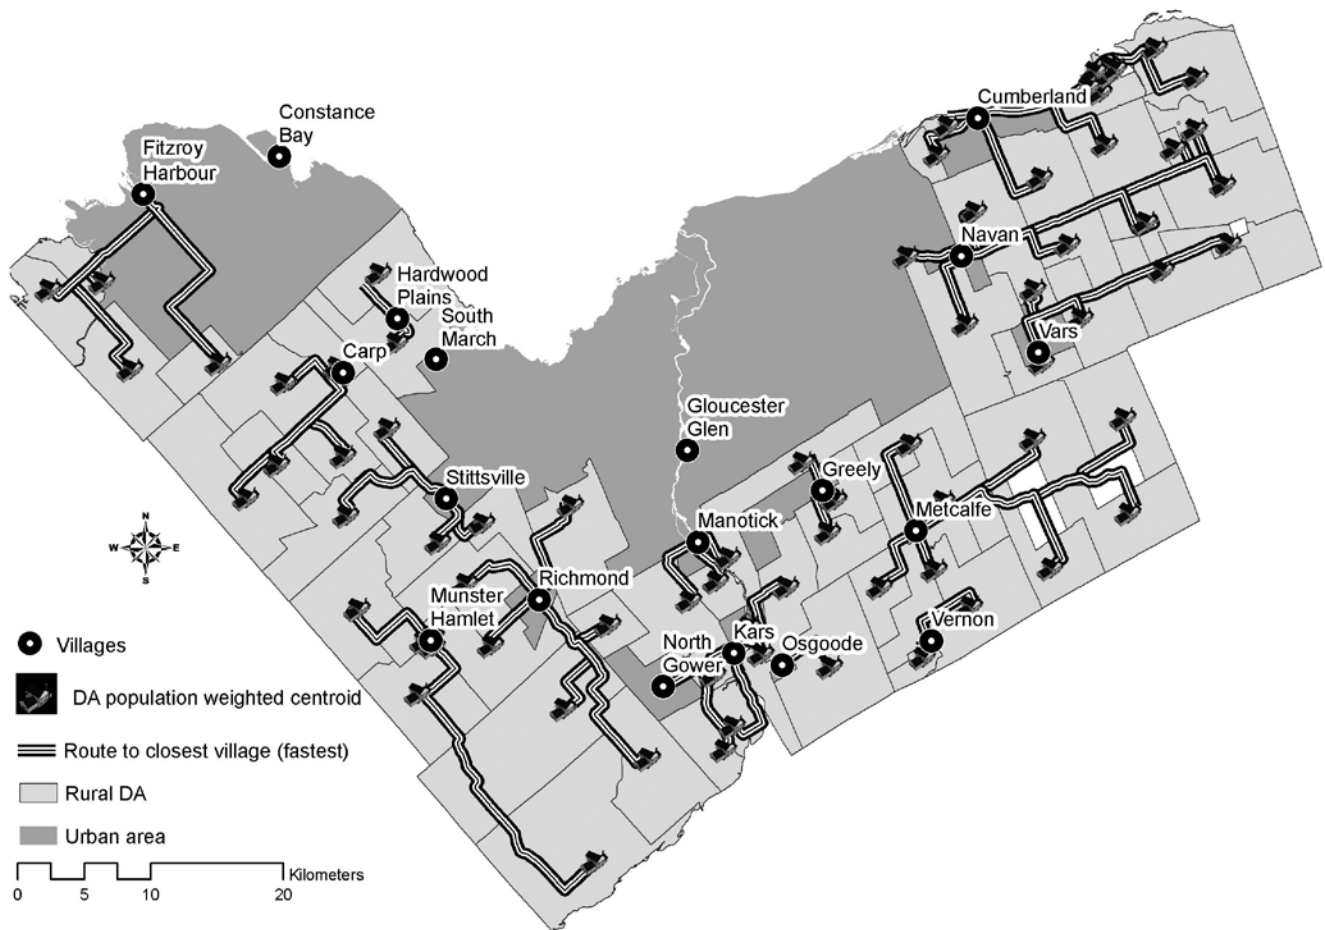 Constance
Bay
Fitzroy
Harbour
Cumberland
Navan
Hardwood
Plains
South
March
Carp
Vars
Gloucester
Glen
Stittsville
Greely
Metcalfe
Manotick
N
W E
S
Munster
Hamlet
Richmond
Vernon
North
Gower
Kars
Osgoode
Villages
DA population weighted centroid
Route to closest village (fastest)
Rural DA
Urban area
Kilometers
0 5 10 20